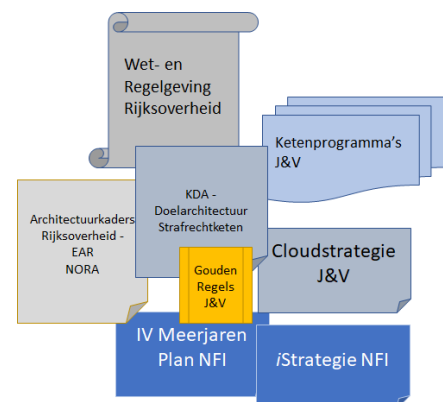 Wet- en
Regelgeving
Rijksoverheid
Ketenprogramma's
J&V
KDA -
Doelarchitectuur
Strafrechtketen
Architectuurkaders
Rijksoverheid -
EAR
NORA
Gouden
Regels
J&V
Cloudstrategie
J&V
IV Meerjaren
Plan NFI
iStrategie NFI